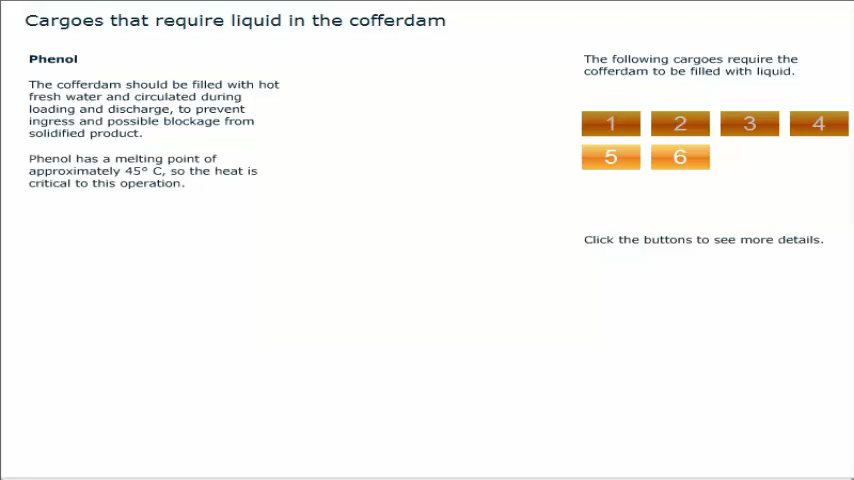 Cargoes that require liquid in the cofferdam
Phenol
The cofferdam should be filled with hot
fresh water and circulated during
loading and discharge, to prevent
ingress and possible blockage from
solidified product.
Phenol has a melting point of
approximately 45° C, so the heat is
critical to this operation.
The following cargoes require the
cofferdam to be filled with liquid.
1 2 3 4
5 6
Click the buttons to see more details.